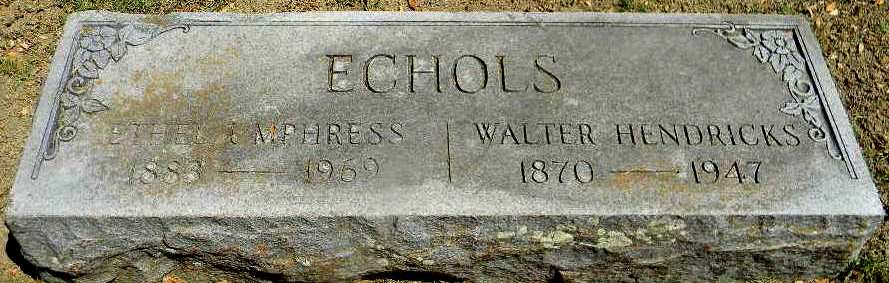 ECHOLS
ETHEL UMPHRESS
1883 — 1969
WALTER HENDRICKS
1870 — 1947